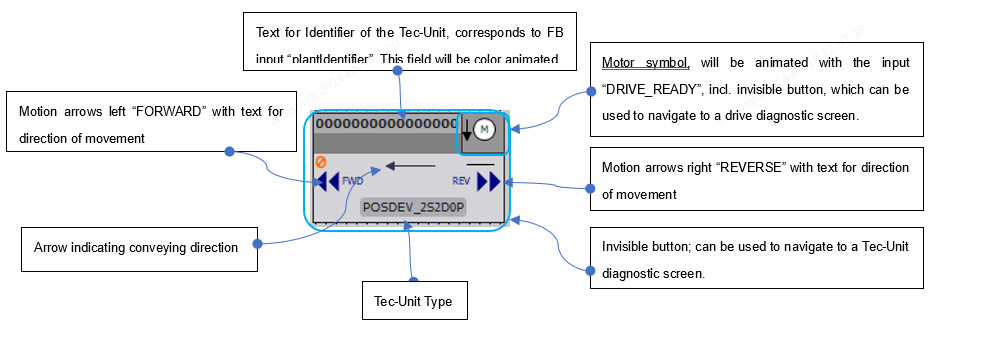 Text for Identifier of the Tec-Unit, corresponds to FB
input “plantIdentifier”. This field will be color animated
Motor symbol, will be animated with the input
“DRIVE_READY”, incl. invisible button, which can be
used to navigate to a drive diagnostic screen.
Motion arrows left “FORWARD” with text for
direction of movement
0000000000000000
M
0
FWD
REV
POSDEV_2S2D0P
Motion arrows right “REVERSE” with text for direction
of movement
Arrow indicating conveying direction
Invisible button; can be used to navigate to a Tec-Unit
diagnostic screen.
Tec-Unit Type